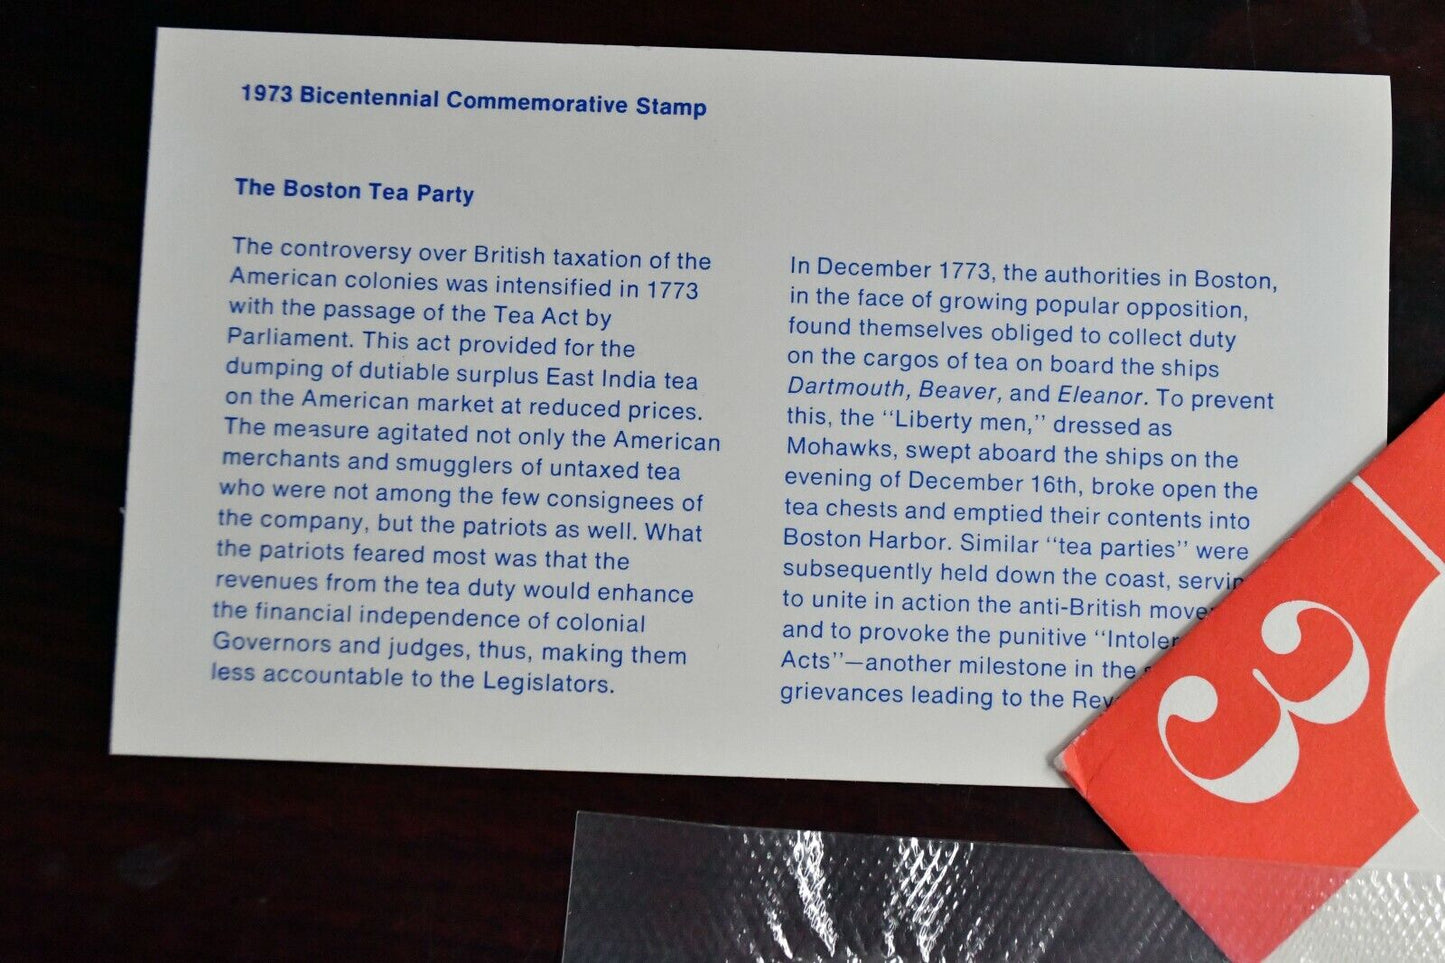 1973 Bicentennial Commemorative Stamp
The Boston Tea Party
The controversy over British taxation of the
American colonies was intensified in 1773
with the passage of the Tea Act by
Parliament. This act provided for the
dumping of dutiable surplus East India tea
on the American market at reduced prices.
The measure agitated not only the American
merchants and smugglers of untaxed tea
who were not among the few consignees of
the company, but the patriots as well. What
the patriots feared most was that the
revenues from the tea duty would enhance
the financial independence of colonial
Governors and judges, thus, making them
less accountable to the Legislators.
In December 1773, the authorities in Boston,
in the face of growing popular opposition,
found themselves obliged to collect duty
on the cargos of tea on board the ships
Dartmouth, Beaver, and Eleanor. To prevent
this, the “Liberty men,” dressed as
Mohawks, swept aboard the ships on the
evening of December 16th, broke open the
tea chests and emptied their contents into
Boston Harbor. Similar “tea parties” were
subsequently held down the coast,
to unite in action the anti-British
and to provoke the punitive
Acts”—another milestone in the
grievances leading to the
3